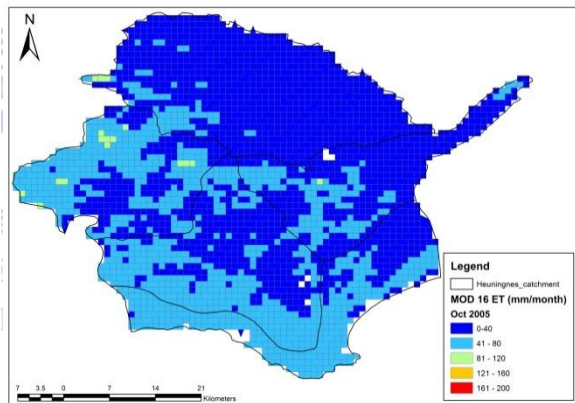 N
Legend
Heuningnes_catchment
MOD 16 ET (mm/month)
Oct 2005
0-40
41 - 80
81 - 120
121 - 160
161 - 200
7 3.5 0 7 14 21
Kilometers